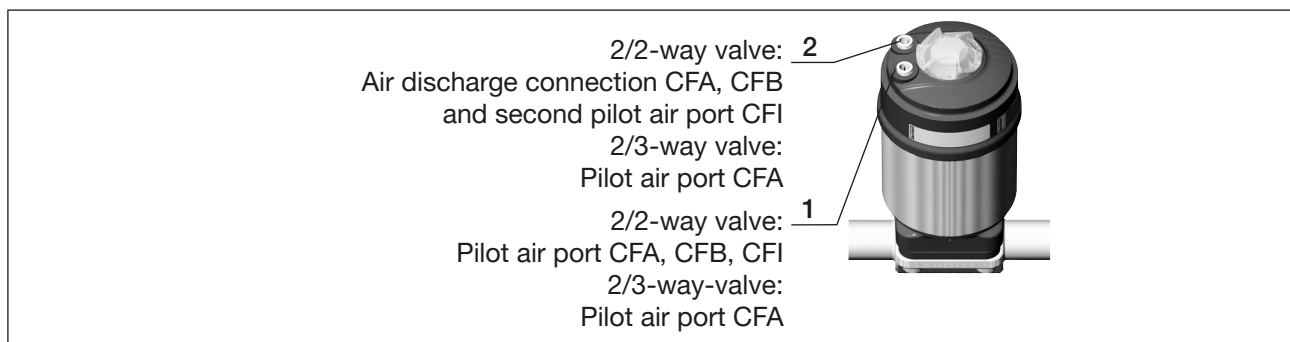 2/2-way valve: 2
Air discharge connection CFA, CFB
and second pilot air port CFI
2/3-way valve:
Pilot air port CFA
2/2-way valve: 1
Pilot air port CFA, CFB, CFI
2/3-way-valve:
Pilot air port CFA